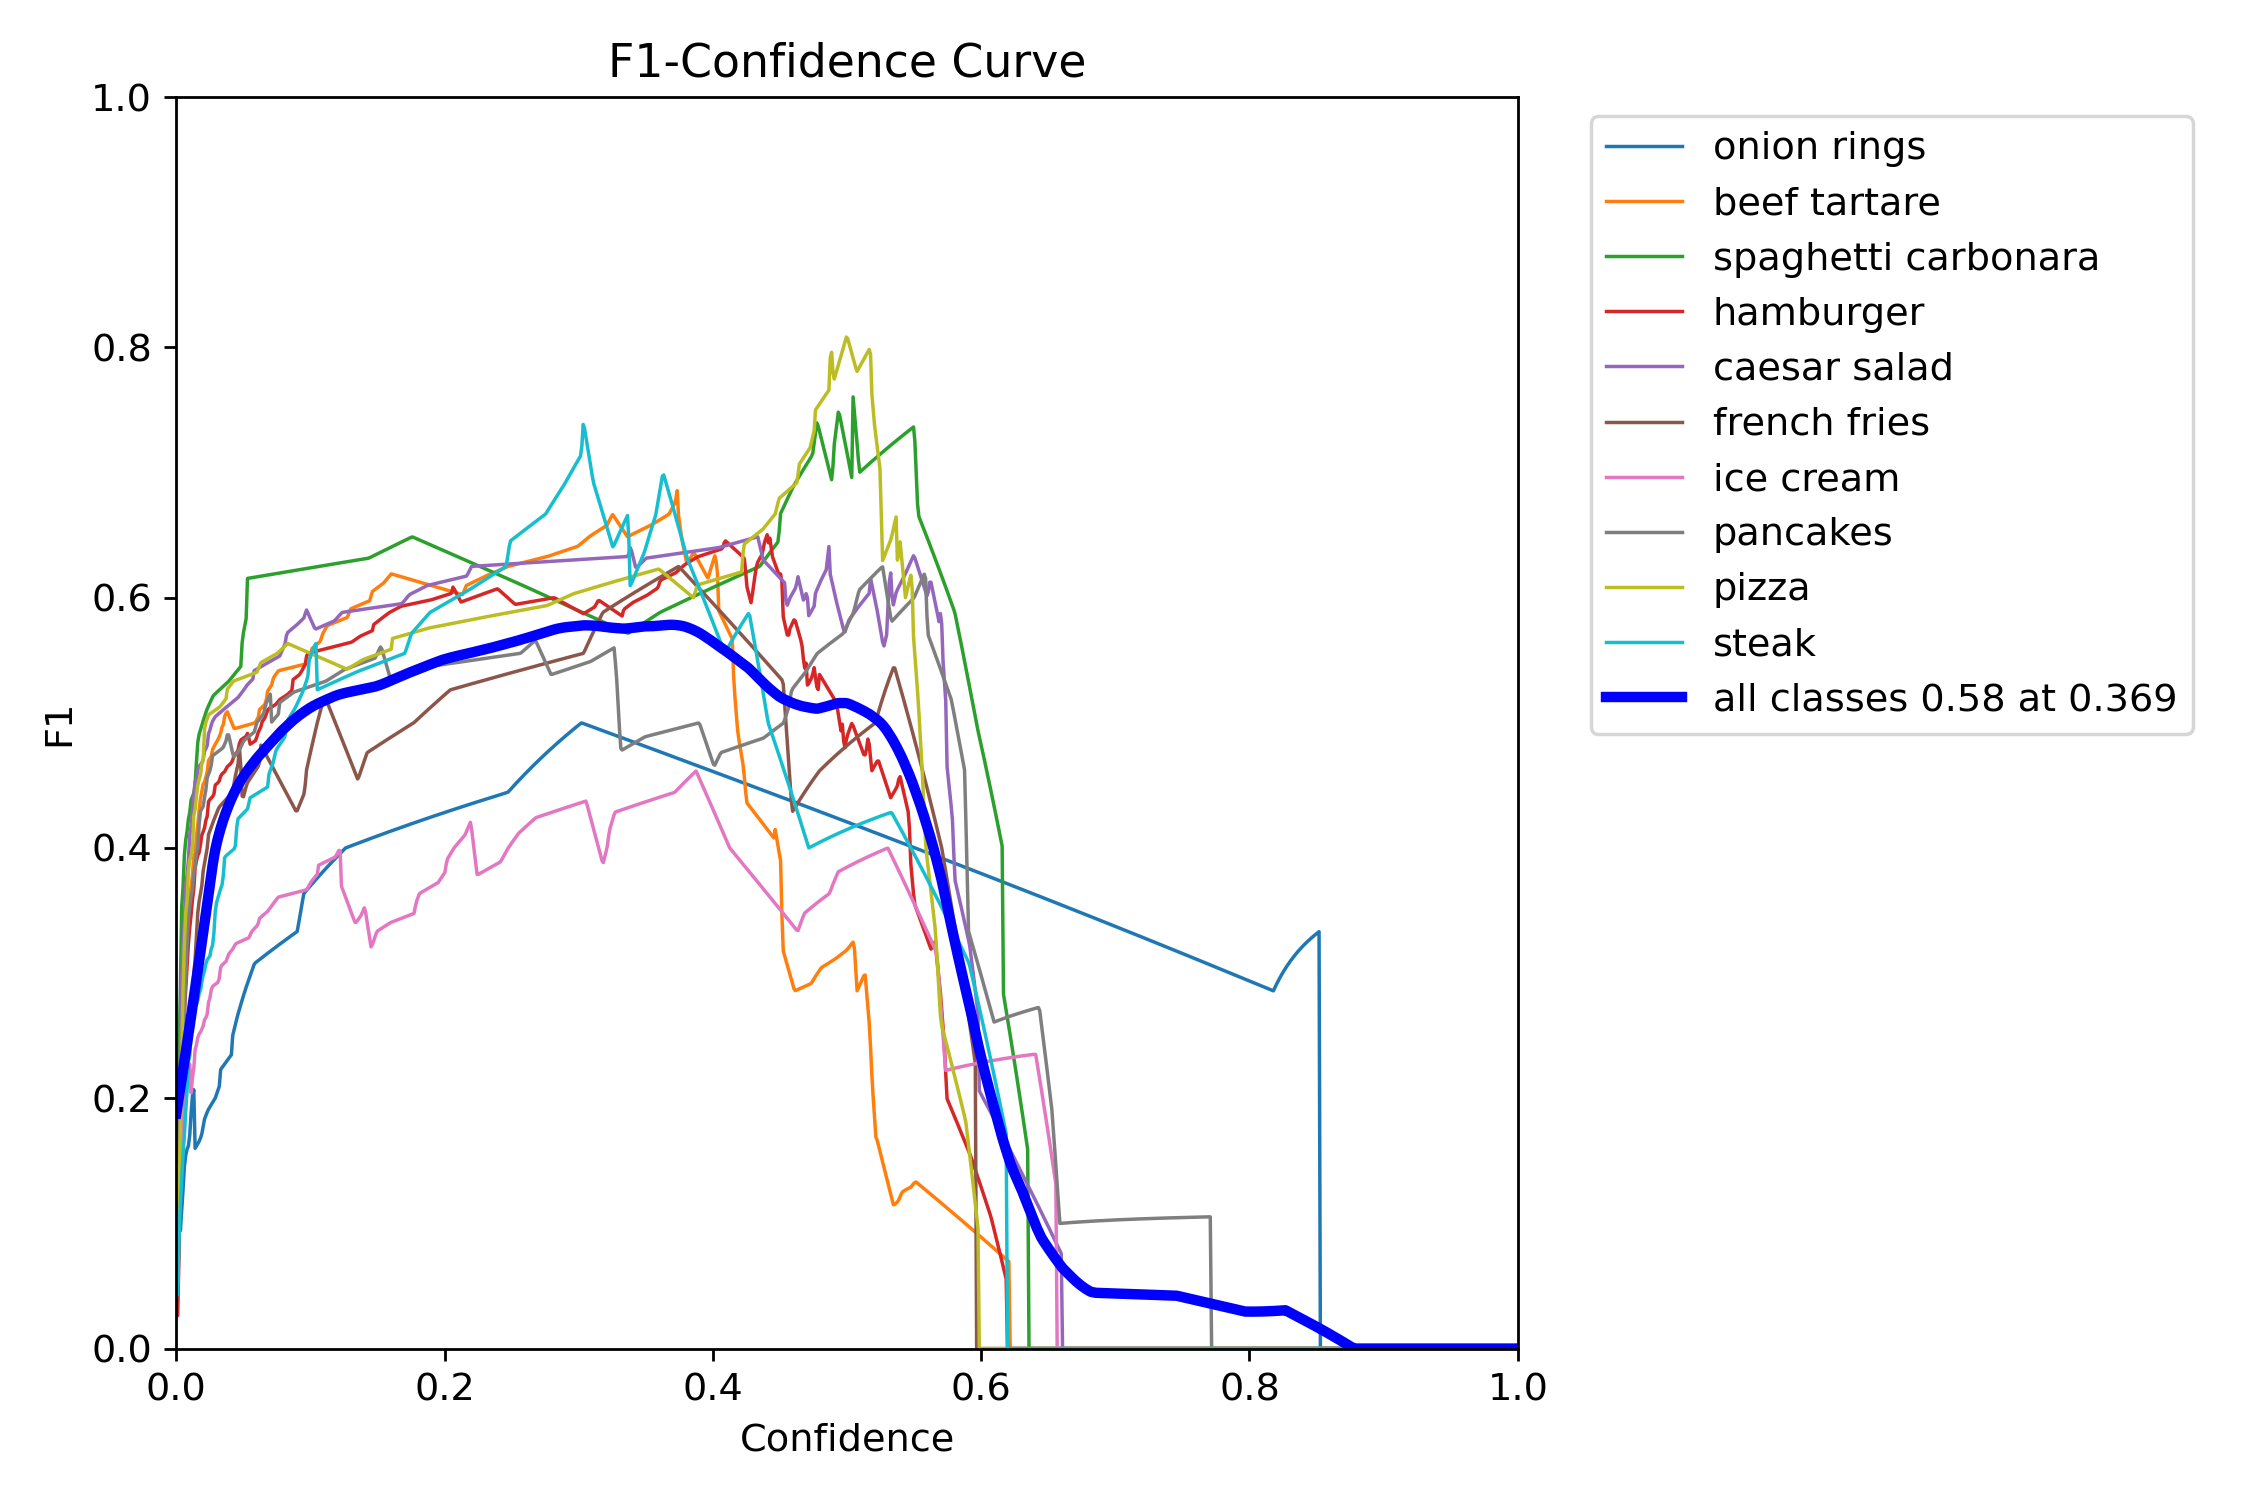 F1-Confidence Curve
F1
1.0
0.8
0.6
0.4
0.2
0.0
0.0 0.2 0.4 0.6 0.8 1.0
Confidence
onion rings
beef tartare
spaghetti carbonara
hamburger
caesar salad
french fries
ice cream
pancakes
pizza
steak
all classes 0.58 at 0.369